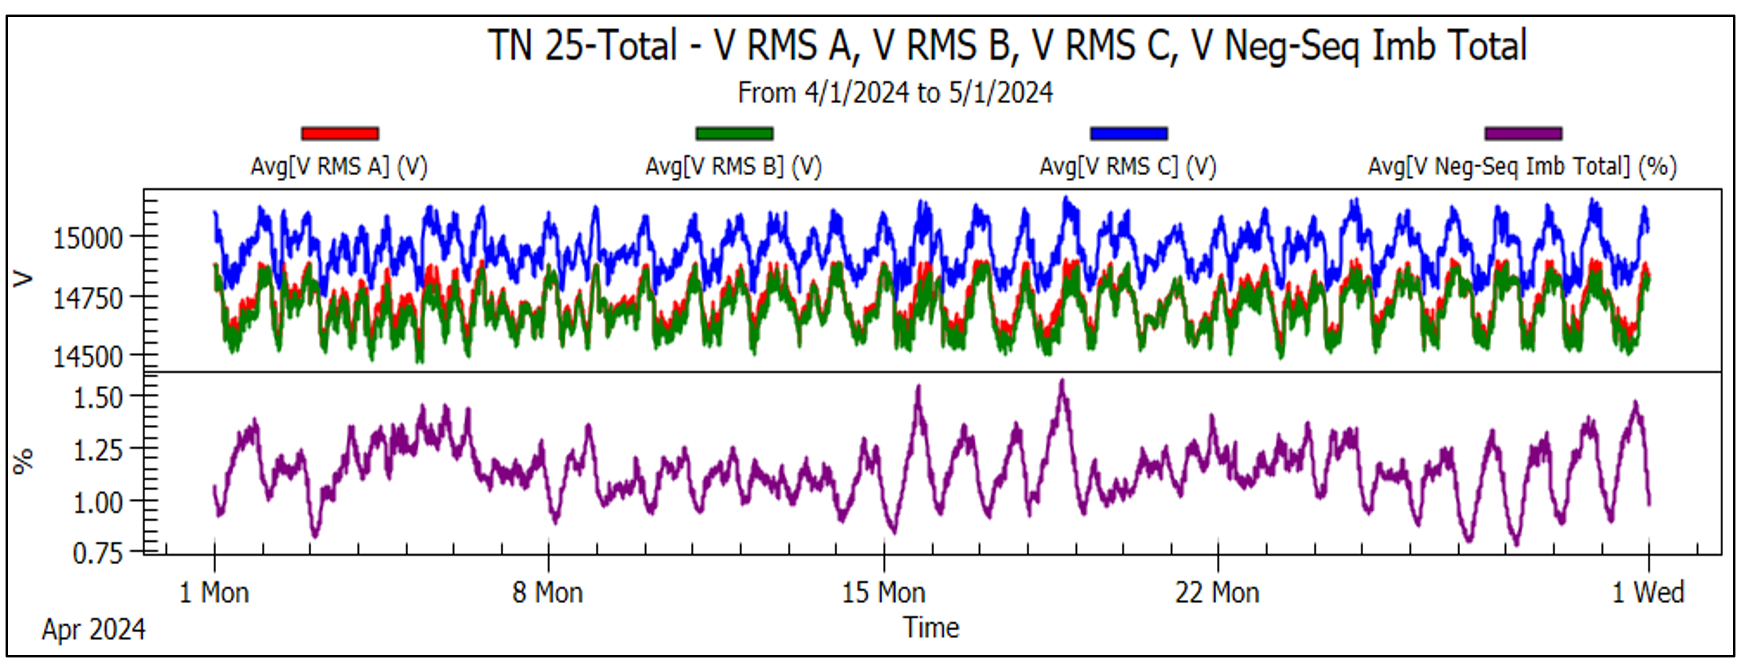 TN 25-Total - V RMS A, V RMS B, V RMS C, V Neg-Seq Imb Total
From 4/1/2024 to 5/1/2024
Avg[V RMS A] (V) Avg[V RMS B] (V) Avg[V RMS C] (V) Avg[V Neg-Seq Imb Total] (%)
V
15000
14750
14500
%
1.50
1.25
1.00
0.75
1 Mon 8 Mon 15 Mon 22 Mon 1 Wed
Apr 2024
Time